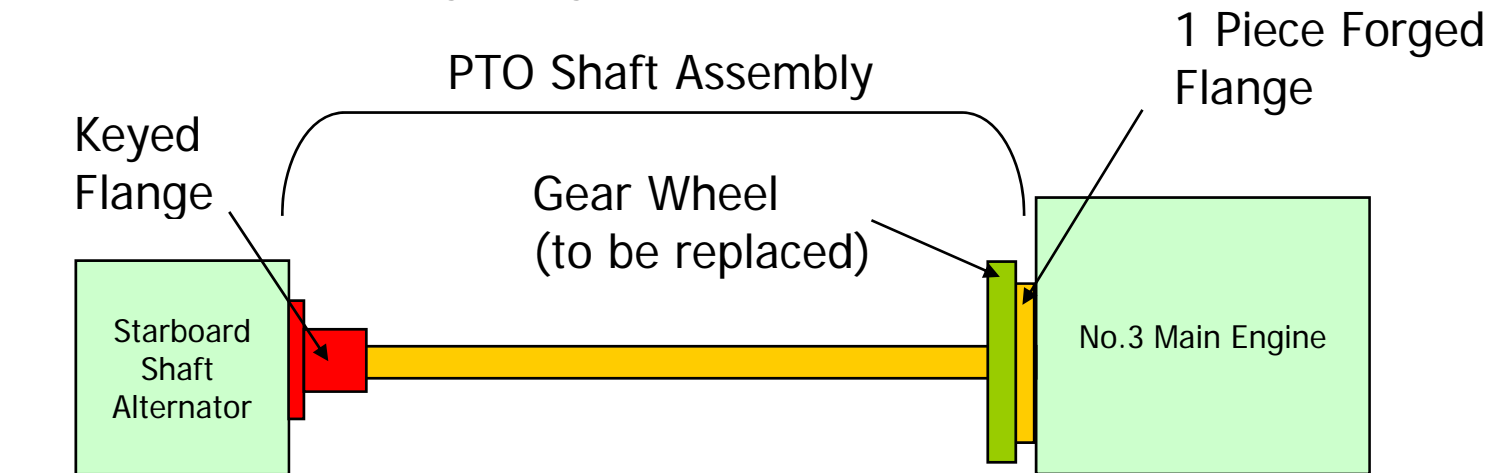 1 Piece Forged
Flange
PTO Shaft Assembly
Keyed
Flange
Gear Wheel
(to be replaced)
Starboard
Shaft
Alternator
No.3 Main Engine